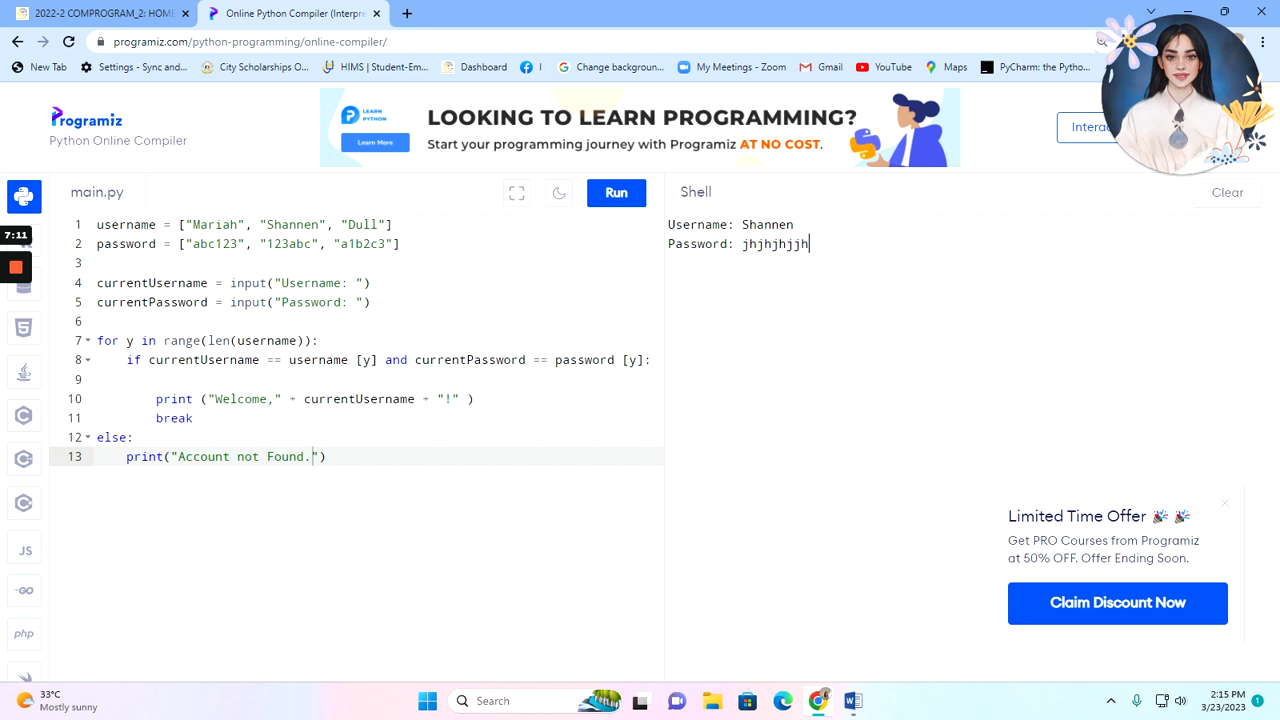 2022-2 COMPROGRAM_2: HOME
Online Python Compiler (Interpre
programiz.com/python-programming/online-compiler/
New Tab
Settings - Sync and...
City Scholarships O...
HIMS | Student-Em...
Dashboard
Change backgroun...
My Meetings - Zoom
Gmail
YouTube
Maps
PyCharm: the Pytho...
Programiz
Python Online Compiler
LEARN
PYTHON
Learn More
LOOKING TO LEARN PROGRAMMING?
Start your programming journey with Programiz AT NO COST.
main.py
Run
Shell
Clear
7:11
1 username = ["Mariah", "Shannen", "Dull"]
2 password = ["abc123", "123abc", "a1b2c3"]
3
4 currentUsername = input("Username: ")
5 currentPassword = input("Password: ")
6
7 for y in range(len(username)):
8 if currentUsername == username [y] and currentPassword == password [y]:
9
10 print ("Welcome," + currentUsername + "!" )
11 break
12 else:
13 print("Account not Found.")
Username: Shannen
Password: jhjhjhjjh
JS
GO
php
Limited Time Offer 🎉 🎉
Get PRO Courses from Programiz
at 50% OFF. Offer Ending Soon.
Claim Discount Now
33°C
Mostly sunny
Search
2:15 PM
3/23/2023
1